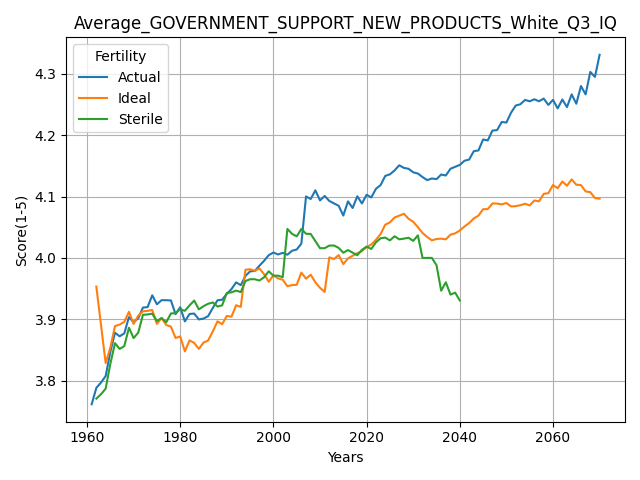 Average_GOVERNMENT_SUPPORT_NEW_PRODUCTS_White_Q3_IQ
Fertility
Actual
Ideal
Sterile
Score(1-5)
4.3
4.2
4.1
4.0
3.9
3.8
1960 1980 2000 2020 2040 2060
Years